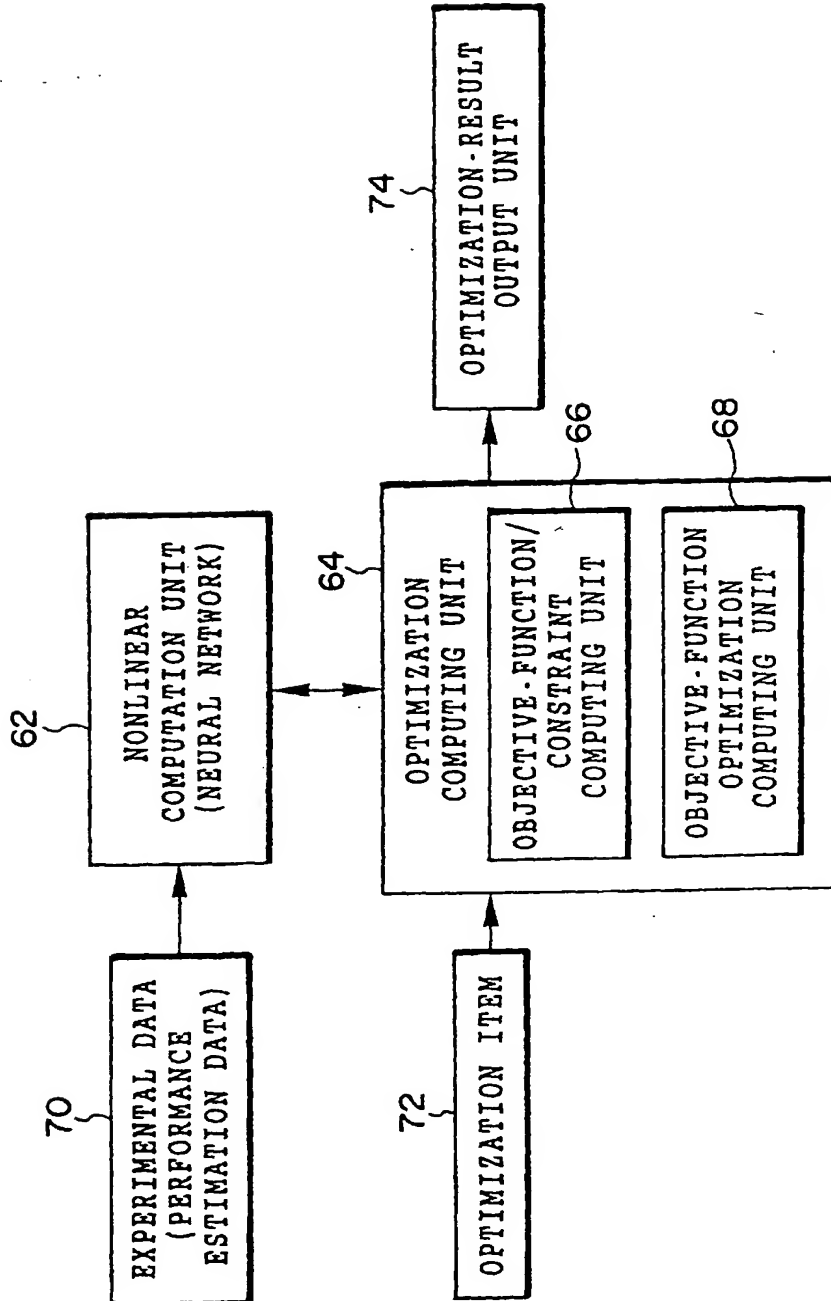 70
EXPERIMENTAL DATA
(PERFORMANCE
ESTIMATION DATA)
62
NONLINEAR
COMPUTATION UNIT
(NEURAL NETWORK)
72
OPTIMIZATION ITEM
64
OPTIMIZATION
COMPUTING UNIT
OBJECTIVE-FUNCTION/
CONSTRAINT
COMPUTING UNIT
66
OBJECTIVE-FUNCTION
OPTIMIZATION
COMPUTING UNIT
68
74
OPTIMIZATION-RESULT
OUTPUT UNIT